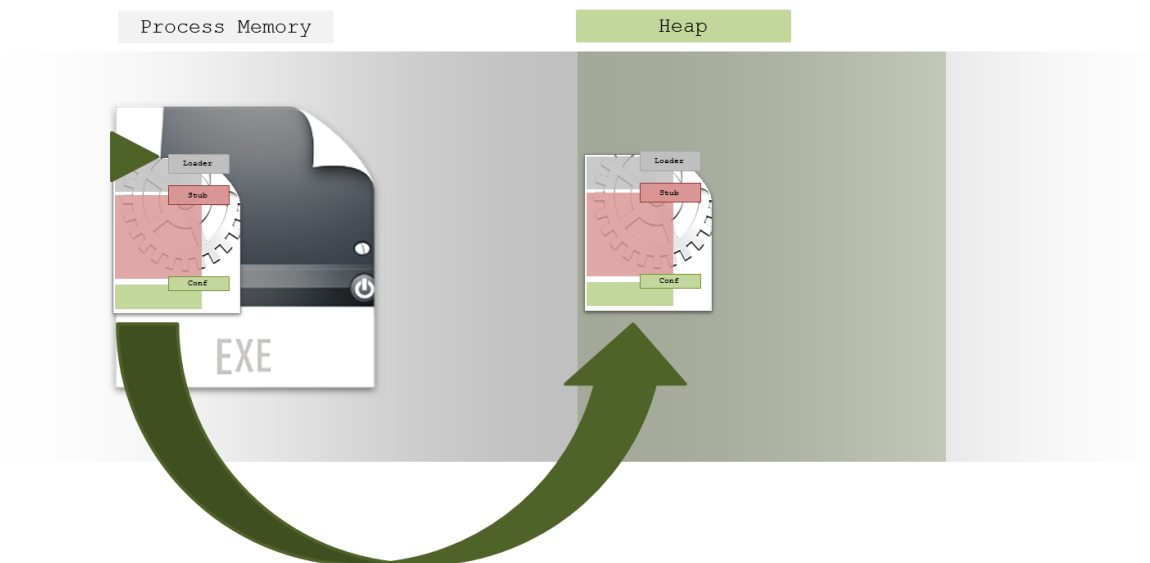 Process Memory
Heap
Loader
Stub
Conf
EXE
Loader
Stub
Conf